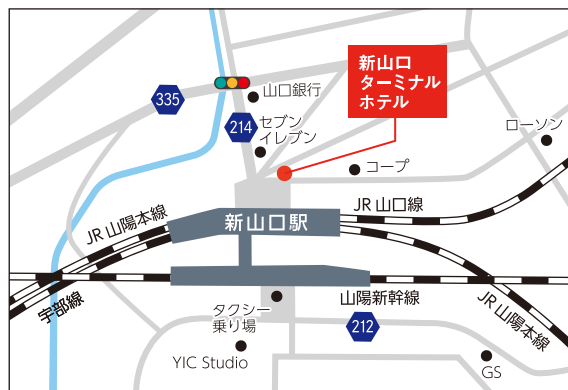 新山口
ターミナル
ホテル
山口銀行
335
214
セブン
イレブン
ローソン
コープ
JR 山口線
新山口駅
JR 山陽本線
宇部線
タクシー
乗り場
山陽新幹線
JR 山陽本線
212
YIC Studio
GS